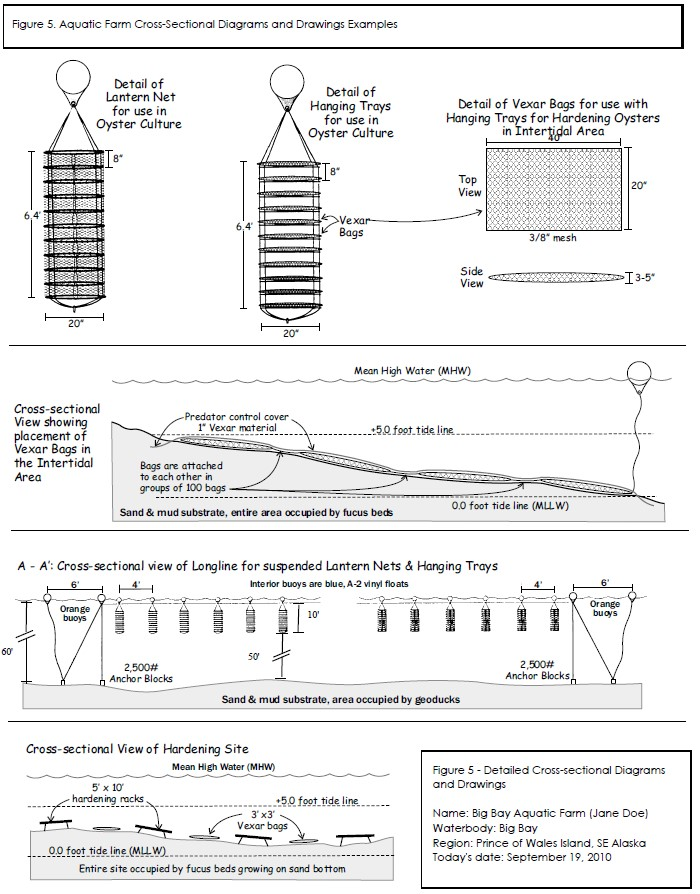 Figure 5. Aquatic Farm Cross-Sectional Diagrams and Drawings Examples
Detail of
Lantern Net
for use in
Oyster Culture
8"
6.4'
20"
Detail of
Hanging Trays
for use in
Oyster Culture
8"
6.4'
Vexar
Bags
20"
Detail of Vexar Bags for use with
Hanging Trays for Hardening Oysters
in Intertidal Area
40"
Top
View
20"
3/8" mesh
Side
View
3-5"
Mean High Water (MHW)
Cross-sectional
View showing
placement of
Vexar Bags in
the Intertidal
Area
Predator control cover
1" Vexar material
+5.0 foot tide line
Bags are attached
to each other in
groups of 100 bags
0.0 foot tide line (MLLW)
Sand & mud substrate, entire area occupied by fucus beds
A - A': Cross-sectional view of Longline for suspended Lantern Nets & Hanging Trays
6'
4'
Interior buoys are blue, A-2 vinyl floats
4'
6'
Orange
buoys
10'
Orange
buoys
60'
50'
2,500#
Anchor Blocks
2,500#
Anchor Blocks
Sand & mud substrate, area occupied by geoducks
Cross-sectional View of Hardening Site
Mean High Water (MHW)
5' x 10'
hardening racks
+5.0 foot tide line
3'x3'
Vexar bags
0.0 foot tide line (MLLW)
Entire site occupied by fucus beds growing on sand bottom
Figure 5 - Detailed Cross-sectional Diagrams
and Drawings
Name: Big Bay Aquatic Farm (Jane Doe)
Waterbody: Big Bay
Region: Prince of Wales Island, SE Alaska
Today's date: September 19, 2010